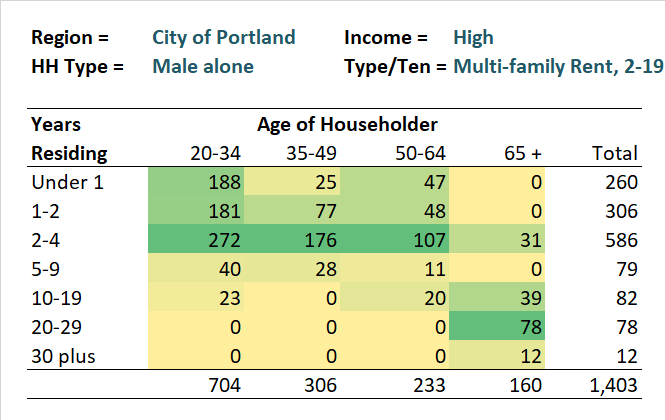 Region = City of Portland Income = High
HH Type = Male alone Type/Ten = Multi-family Rent, 2-19
Years Age of Householder
Residing 20-34 35-49 50-64 65 + Total
Under 1 188 25 47 0 260
1-2 181 77 48 0 306
2-4 272 176 107 31 586
5-9 40 28 11 0 79
10-19 23 0 20 39 82
20-29 0 0 0 78 78
30 plus 0 0 0 12 12
704 306 233 160 1,403